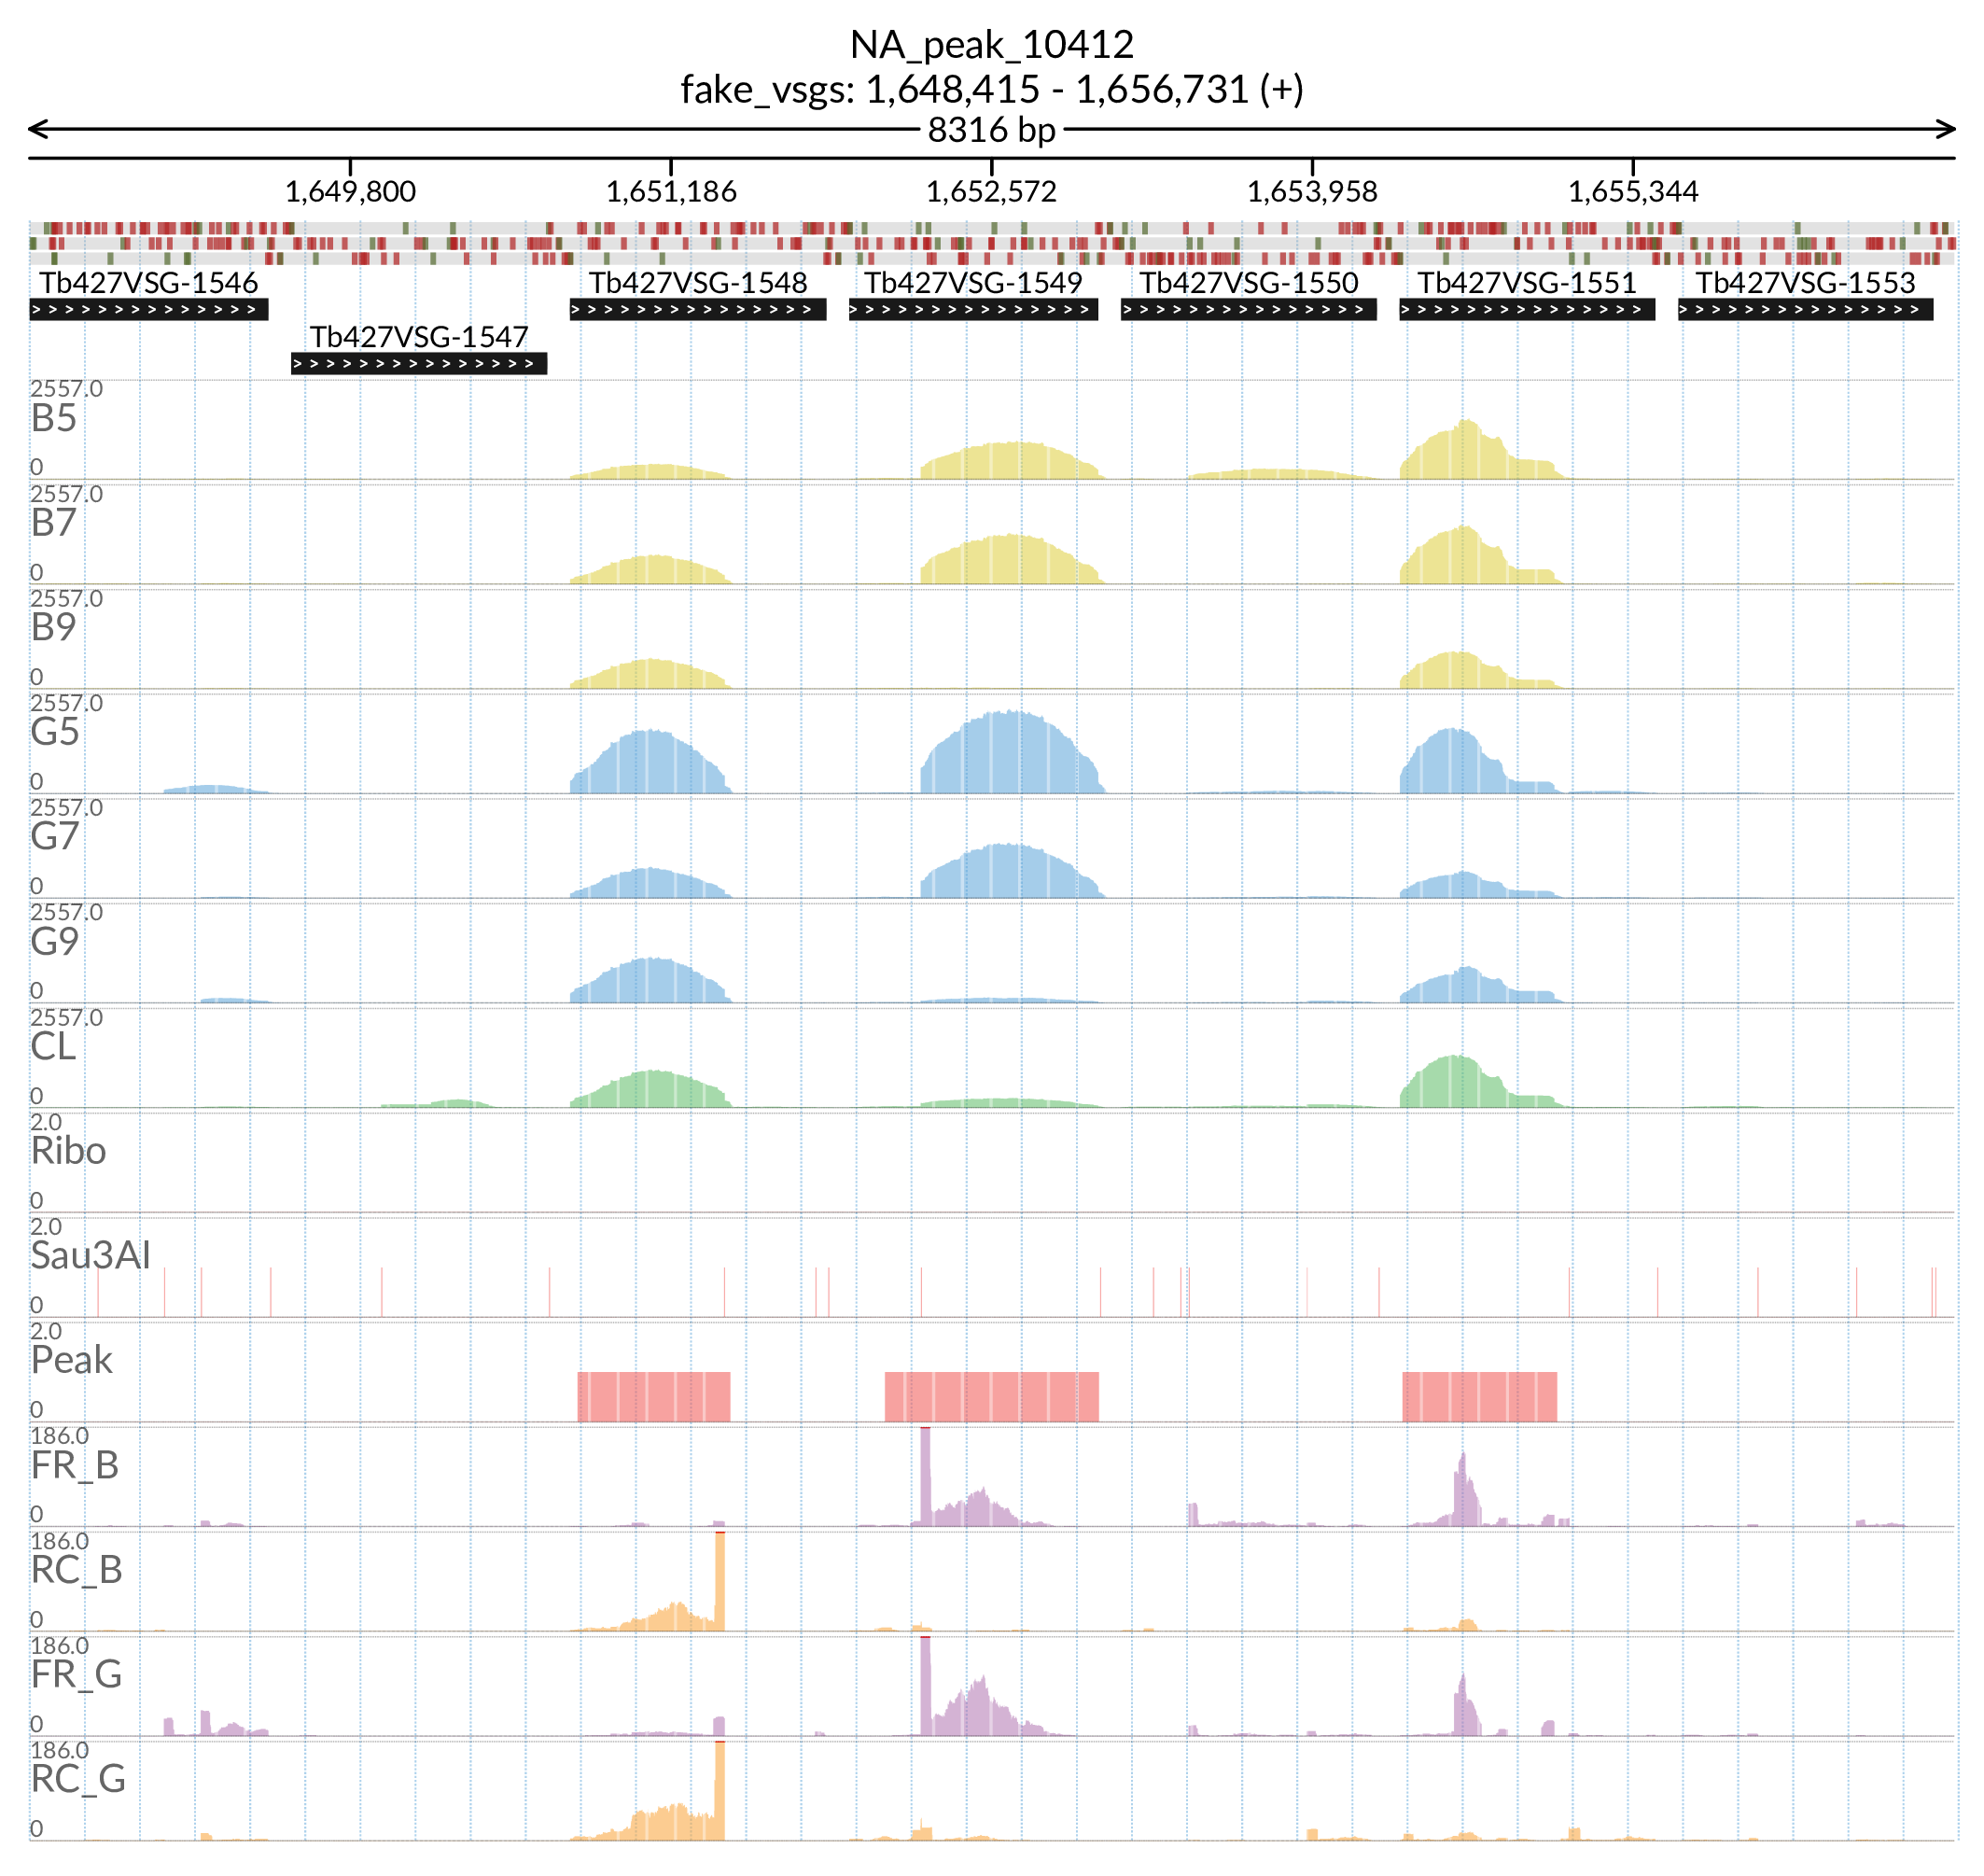 NA_peak_10412
fake_vsgs: 1,648,415 - 1,656,731 (+)
8316 bp
1,649,800 1,651,186 1,652,572 1,653,958 1,655,344
Tb427VSG-1546 Tb427VSG-1548 Tb427VSG-1549 Tb427VSG-1550 Tb427VSG-1551 Tb427VSG-1553
Tb427VSG-1547
2557.0
B5
0
2557.0
B7
0
2557.0
B9
0
2557.0
G5
0
2557.0
G7
0
2557.0
G9
0
2557.0
CL
0
2.0
Ribo
0
2.0
Sau3AI
0
2.0
Peak
0
186.0
FR_B
0
186.0
RC_B
0
186.0
FR_G
0
186.0
RC_G
0